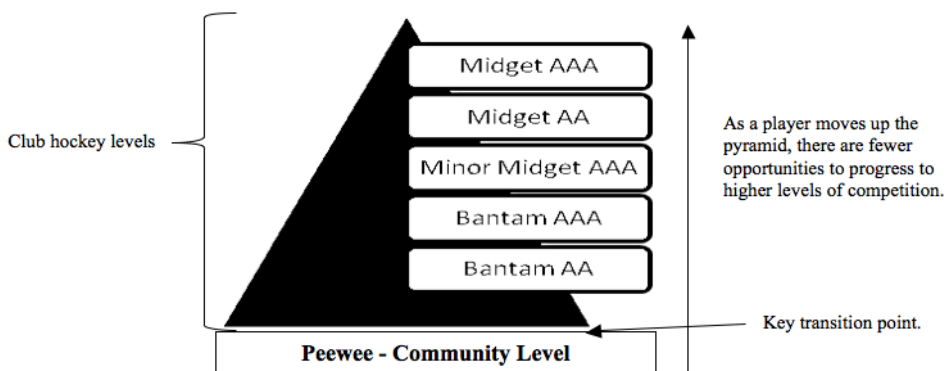 Midget AAA
Midget AA
Minor Midget AAA
Bantam AAA
Bantam AA
Club hockey levels
As a player moves up the
pyramid, there are fewer
opportunities to progress to
higher levels of competition.
Key transition point.
Peewee - Community Level